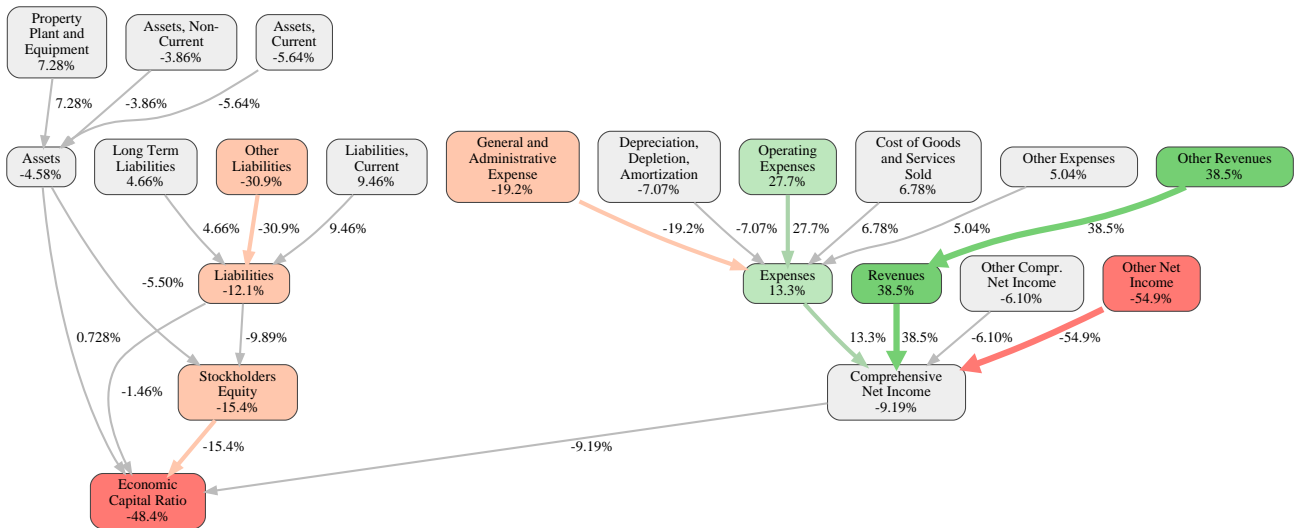 Property
Plant and
Equipment
7.28%
Assets, Non-
Current
-3.86%
Assets,
Current
-5.64%
7.28%
-3.86%
-5.64%
Assets
-4.58%
Long Term
Liabilities
4.66%
Other
Liabilities
-30.9%
Liabilities,
Current
9.46%
General and
Administrative
Expense
-19.2%
Depreciation,
Depletion,
Amortization
-7.07%
Operating
Expenses
27.7%
Cost of Goods
and Services
Sold
6.78%
Other Expenses
5.04%
Other Revenues
38.5%
4.66%
-30.9%
9.46%
-19.2%
-7.07%
27.7%
6.78%
5.04%
38.5%
Liabilities
-12.1%
Expenses
13.3%
Revenues
38.5%
Other Compr.
Net Income
-6.10%
Other Net
Income
-54.9%
-5.50%
0.728%
-9.89%
13.3%
38.5%
-6.10%
-54.9%
-1.46%
Stockholders
Equity
-15.4%
Comprehensive
Net Income
-9.19%
-15.4%
-9.19%
Economic
Capital Ratio
-48.4%